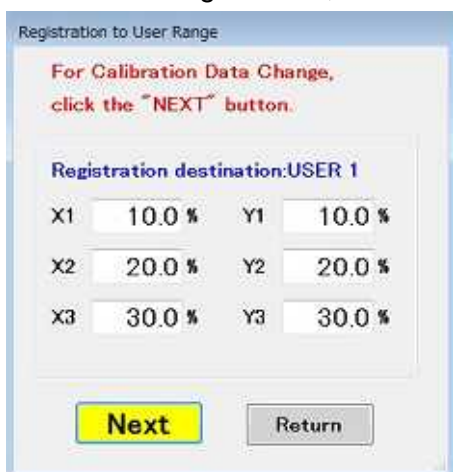 Registration to User Range
For Calibration Data Change,
click the "NEXT" button.
Registration destination:USER 1
X1 10.0 % Y1 10.0 %
X2 20.0 % Y2 20.0 %
X3 30.0 % Y3 30.0 %
Next Return